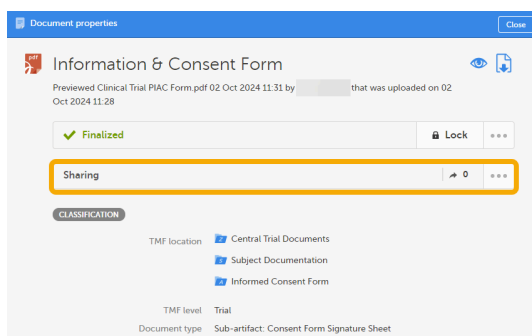 Document properties
Close
pdf
Information & Consent Form
Previewed Clinical Trial PIAC Form.pdf 02 Oct 2024 11:31 by that was uploaded on 02
Oct 2024 11:28
Finalized
Lock
Sharing
0
CLASSIFICATION
TMF location
Z Central Trial Documents
S Subject Documentation
A Informed Consent Form
TMF level Trial
Document type Sub-artifact: Consent Form Signature Sheet